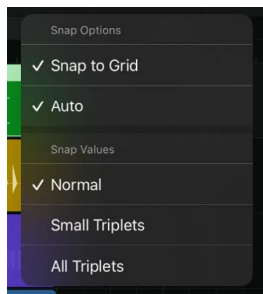 Snap Options
Snap to Grid
Auto
Snap Values
Normal
Small Triplets
All Triplets